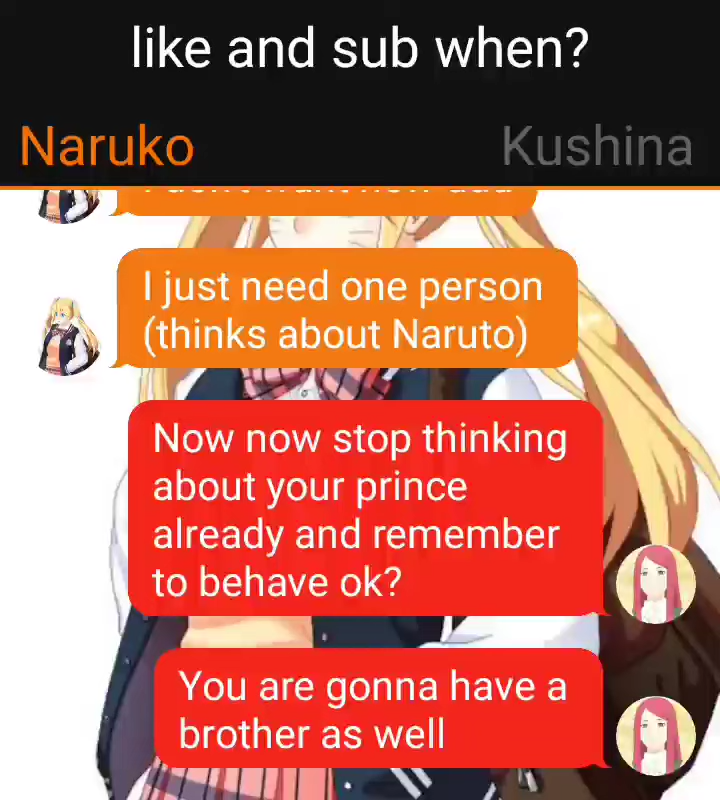 like and sub when?
Naruko
Kushina
I just need one person
(thinks about Naruto)
Now now stop thinking
about your prince
already and remember
to behave ok?
You are gonna have a
brother as well